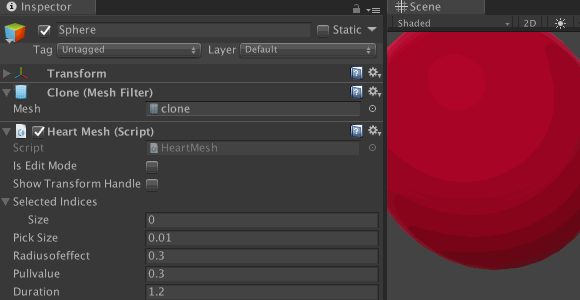 Inspector
Sphere
Static
Tag Untagged Layer Default
Transform
Clone (Mesh Filter)
Mesh clone
Heart Mesh (Script)
Script HeartMesh
Is Edit Mode
Show Transform Handle
Selected Indices
Size 0
Pick Size 0.01
Radiusofeffect 0.3
Pullvalue 0.3
Duration 1.2
Scene
Shaded 2D